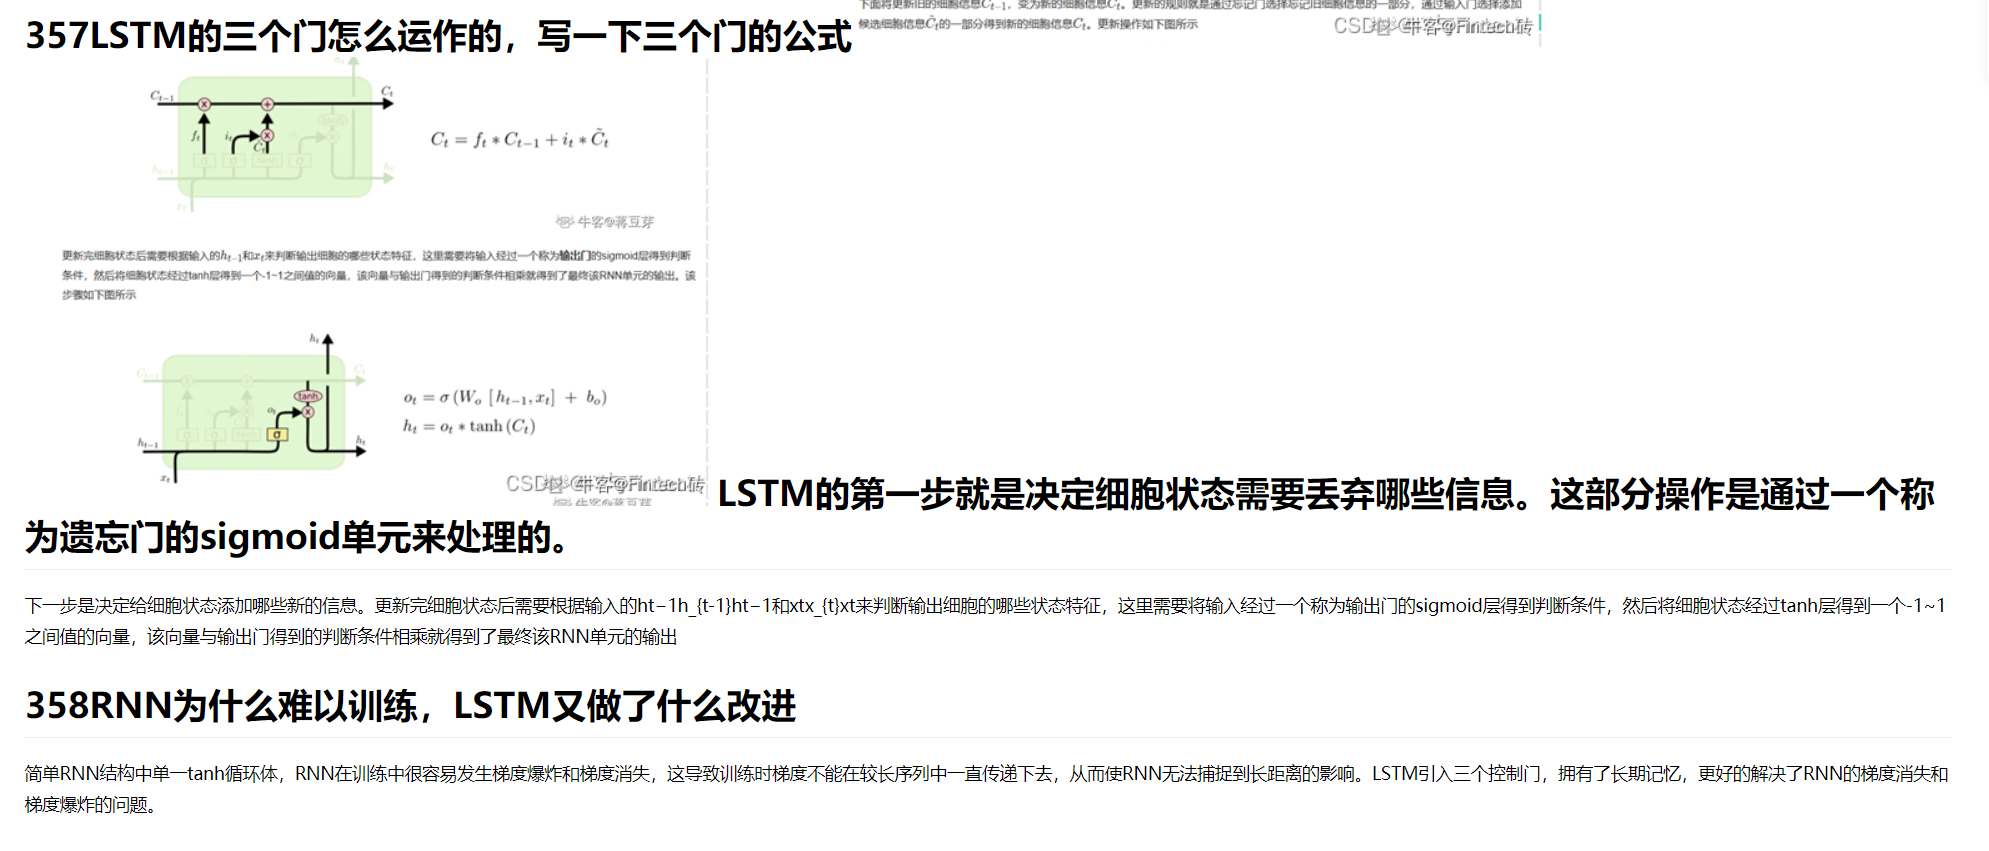 下面将更新旧的细胞信息C_{t-1}，变为新的细胞信息C_t。更新的规则就是通过忘记门选择忘记旧细胞信息的一部分，通过输入门选择添加
候选细胞信息C̃_t的一部分得到新的细胞信息C_t。更新操作如下图所示
CSDN @牛客@Fintech砖
357LSTM的三个门怎么运作的，写一下三个门的公式
h_t
C_{t-1}
C_t
tanh
f_t
i_t
C̃_t
o_t
σ σ tanh σ
h_{t-1}
h_t
x_t
C_t = f_t * C_{t-1} + i_t * C̃_t
牛客@蒋豆芽
更新完细胞状态后需要根据输入的h_{t-1}和x_t来判断输出细胞的哪些状态特征，这里需要将输入经过一个称为输出门的sigmoid层得到判断
条件，然后将细胞状态经过tanh层得到一个-1~1之间值的向量，该向量与输出门得到的判断条件相乘就得到了最终该RNN单元的输出。该
步骤如下图所示
h_t
C_{t-1}
C_t
tanh
o_t
σ σ tanh σ
h_{t-1}
h_t
x_t
o_t = σ (W_o [ h_{t-1}, x_t ] + b_o)
h_t = o_t * tanh (C_t)
CSDN @牛客@Fintech砖
牛客@蒋豆芽
LSTM的第一步就是决定细胞状态需要丢弃哪些信息。这部分操作是通过一个称
为遗忘门的sigmoid单元来处理的。
下一步是决定给细胞状态添加哪些新的信息。更新完细胞状态后需要根据输入的ht−1h_{t-1}ht−1和xtx_{t}xt来判断输出细胞的哪些状态特征，这里需要将输入经过一个称为输出门的sigmoid层得到判断条件，然后将细胞状态经过tanh层得到一个-1~1
之间值的向量，该向量与输出门得到的判断条件相乘就得到了最终该RNN单元的输出
358RNN为什么难以训练，LSTM又做了什么改进
简单RNN结构中单一tanh循环体，RNN在训练中很容易发生梯度爆炸和梯度消失，这导致训练时梯度不能在较长序列中一直传递下去，从而使RNN无法捕捉到长距离的影响。LSTM引入三个控制门，拥有了长期记忆，更好的解决了RNN的梯度消失和
梯度爆炸的问题。